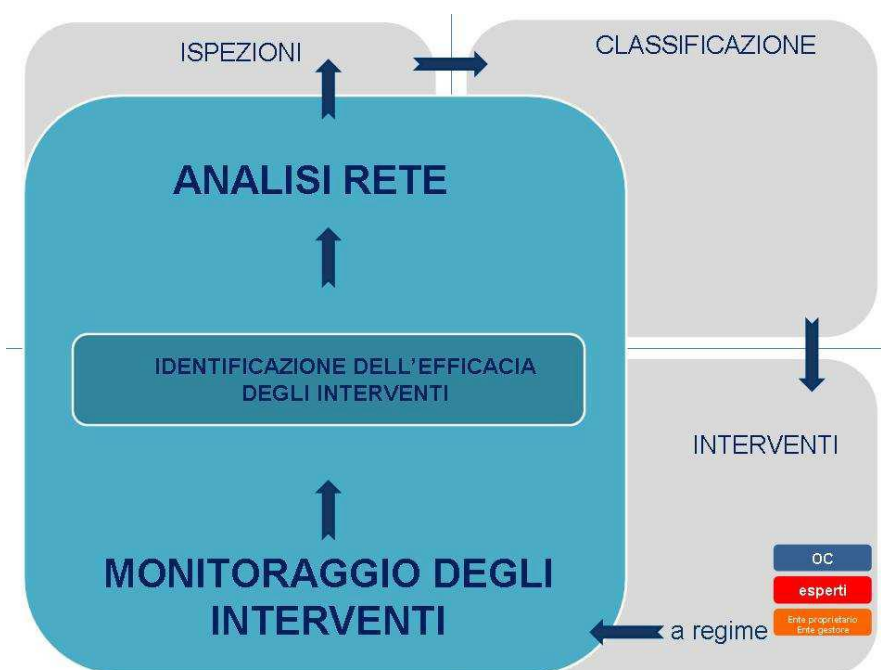 ISPEZIONI
CLASSIFICAZIONE
ANALISI RETE
IDENTIFICAZIONE DELL'EFFICACIA
DEGLI INTERVENTI
INTERVENTI
MONITORAGGIO DEGLI
INTERVENTI
a regime
OC
esperti
Ente proprietario
Ente gestore